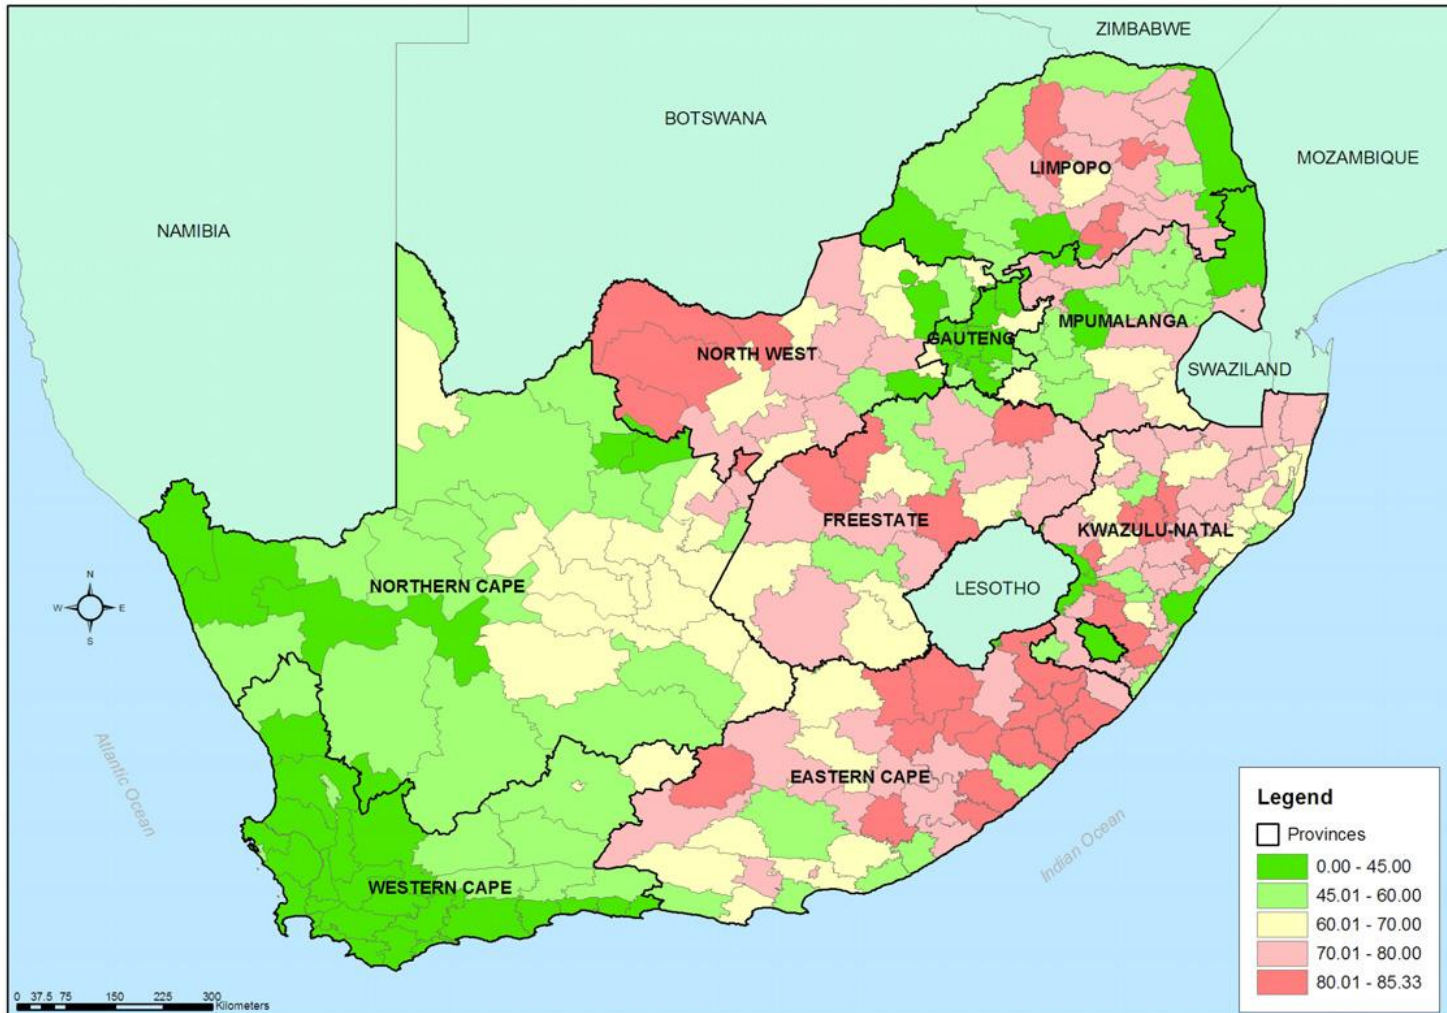 ZIMBABWE
BOTSWANA
MOZAMBIQUE
LIMPOPO
NAMIBIA
MPUMALANGA
GAUTENG
NORTH WEST
SWAZILAND
FREESTATE
KWAZULU-NATAL
NORTHERN CAPE
LESOTHO
N
W E
S
EASTERN CAPE
Atlantic Ocean
Indian Ocean
WESTERN CAPE
Legend
Provinces
0.00 - 45.00
45.01 - 60.00
60.01 - 70.00
70.01 - 80.00
80.01 - 85.33
0 37.5 75 150 225 300
Kilometers